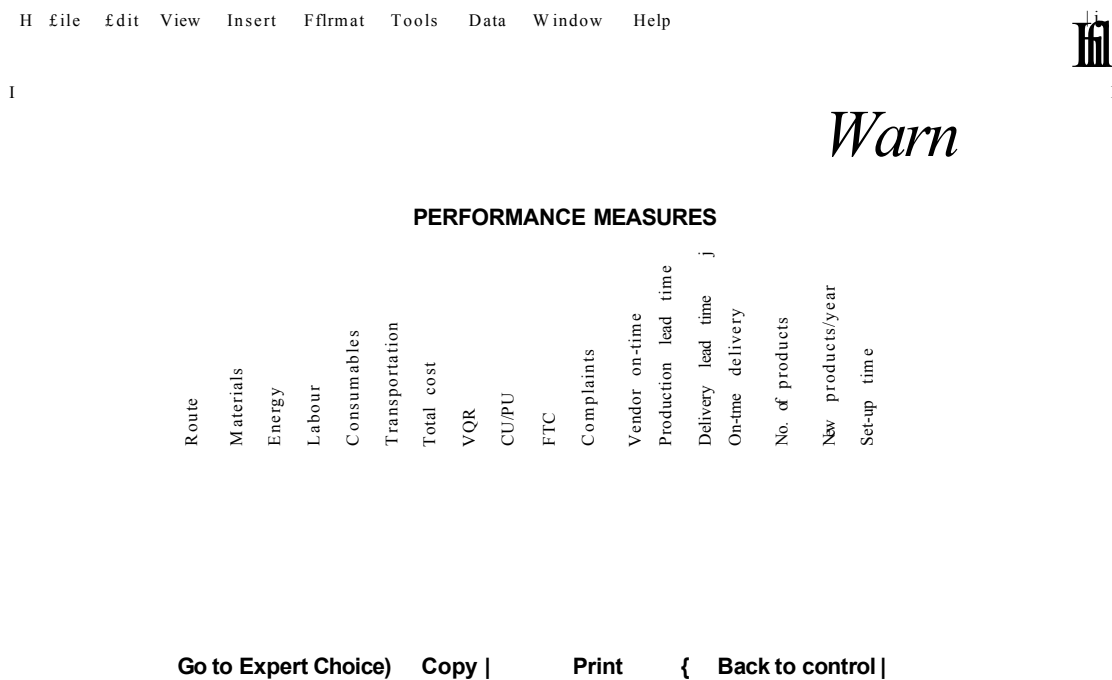 H £ile £dit View Insert Fflrmat Tools Data Window Help
I
Warn
PERFORMANCE MEASURES
Route
Materials
Energy
Labour
Consumables
Transportation
Total cost
VQR
CU/PU
FTC
Complaints
Vendor on-time
Production lead time
Delivery lead time j
On-tme delivery
No. of products
New products/year
Set-up time
Go to Expert Choice) Copy | Print { Back to control |